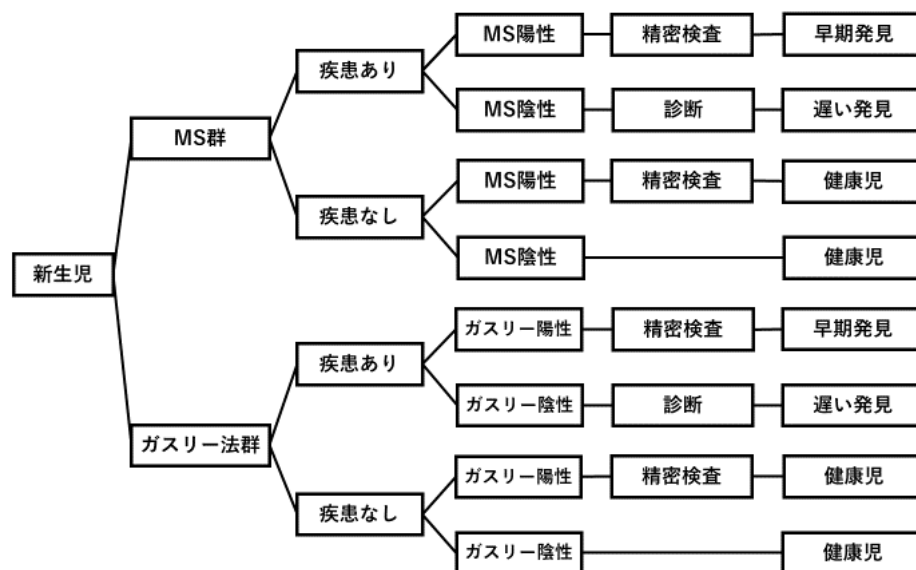 MS陽性
精密検査
早期発見
疾患あり
MS陰性
診断
遅い発見
MS群
MS陽性
精密検査
健康児
疾患なし
MS陰性
健康児
新生児
ガスリー陽性
精密検査
早期発見
疾患あり
ガスリー陰性
診断
遅い発見
ガスリー法群
ガスリー陽性
精密検査
健康児
疾患なし
ガスリー陰性
健康児